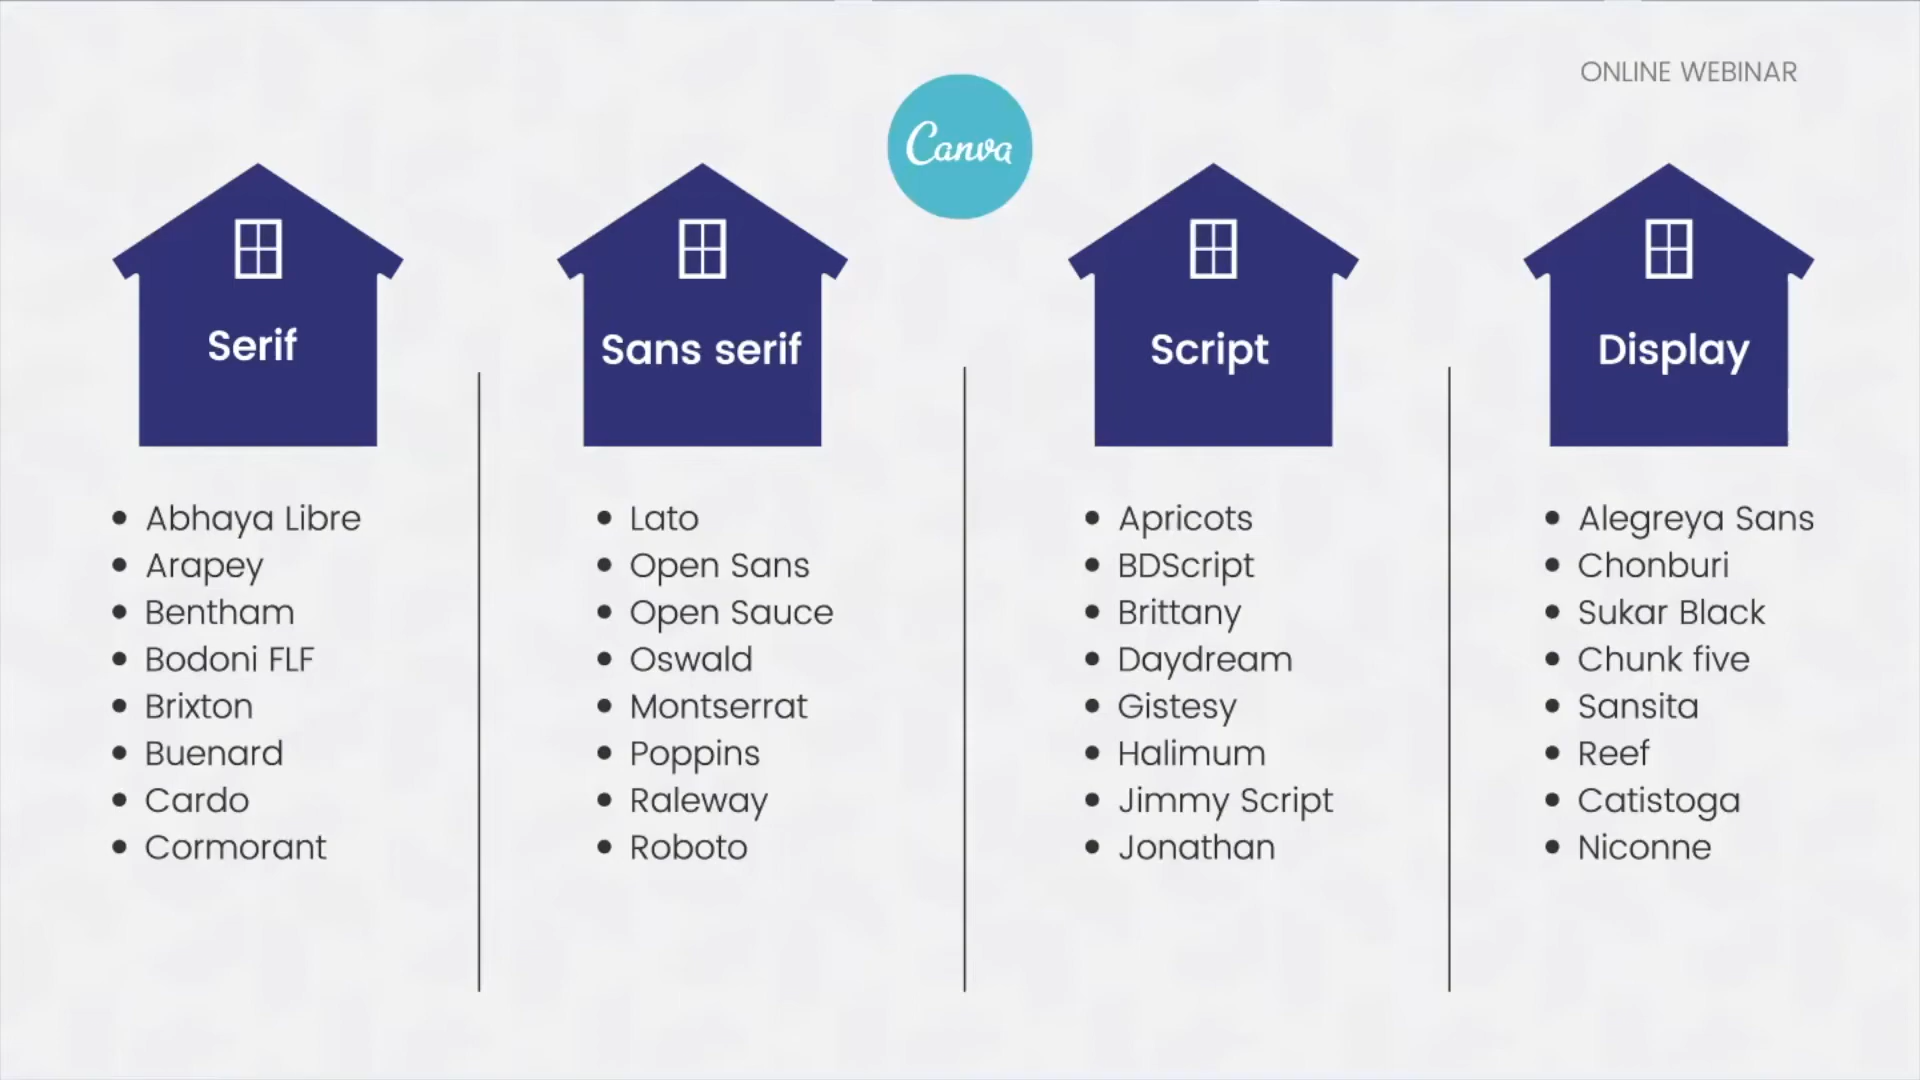 ONLINE WEBINAR
Canva
Serif
Abhaya Libre
Arapey
Bentham
Bodoni FLF
Brixton
Buenard
Cardo
Cormorant
Sans serif
Lato
Open Sans
Open Sauce
Oswald
Montserrat
Poppins
Raleway
Roboto
Script
Apricots
BDScript
Brittany
Daydream
Gistesy
Halimum
Jimmy Script
Jonathan
Display
Alegreya Sans
Chonburi
Sukar Black
Chunk five
Sansita
Reef
Catistoga
Niconne